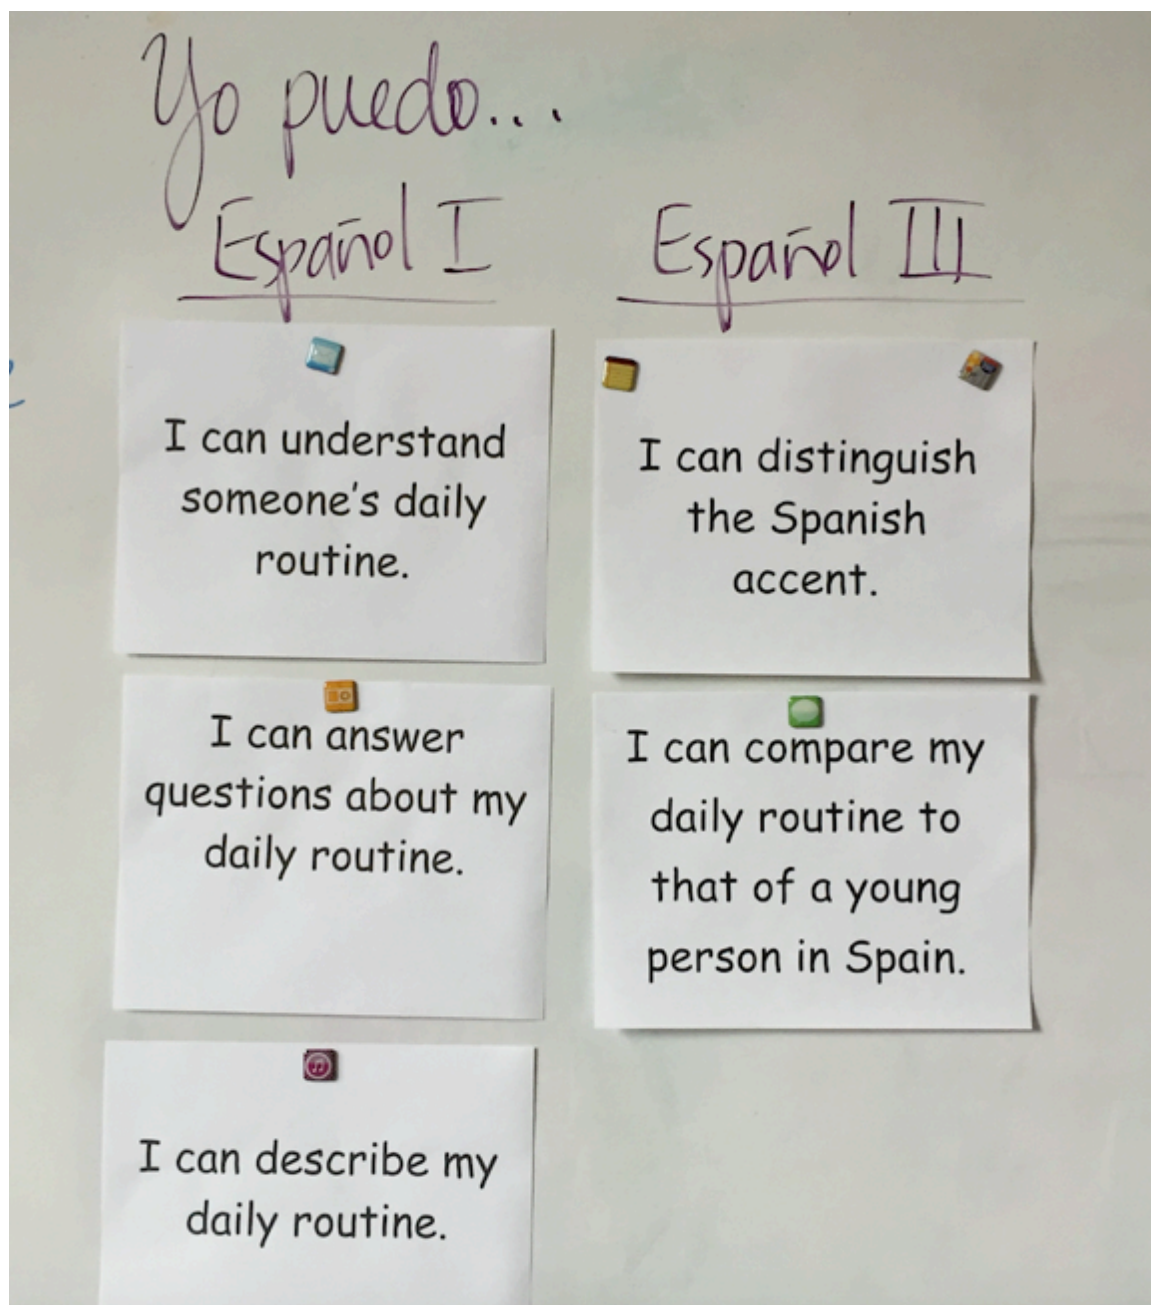 Yo puedo...
Español I
I can understand
someone's daily
routine.
I can answer
questions about my
daily routine.
I can describe my
daily routine.
Español III
I can distinguish
the Spanish
accent.
I can compare my
daily routine to
that of a young
person in Spain.